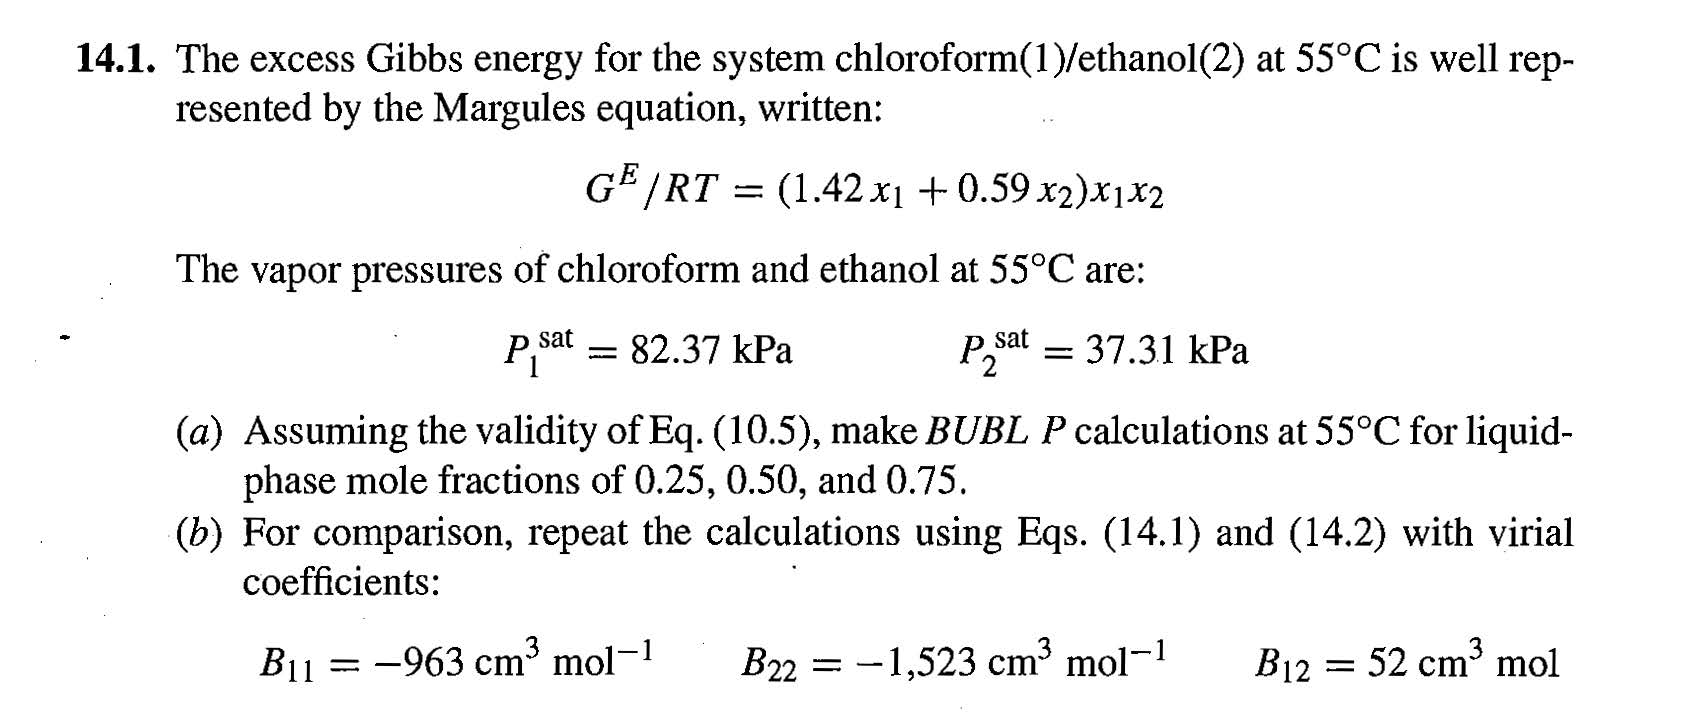 14.1. The excess Gibbs energy for the system chloroform(1)/ethanol(2) at 55°C is well rep-
resented by the Margules equation, written:
G^E/RT = (1.42 x₁ + 0.59 x₂)x₁x₂
The vapor pressures of chloroform and ethanol at 55°C are:
P₁^sat = 82.37 kPa P₂^sat = 37.31 kPa
(a) Assuming the validity of Eq. (10.5), make BUBL P calculations at 55°C for liquid-
phase mole fractions of 0.25, 0.50, and 0.75.
(b) For comparison, repeat the calculations using Eqs. (14.1) and (14.2) with virial
coefficients:
B₁₁ = −963 cm³ mol⁻¹ B₂₂ = −1,523 cm³ mol⁻¹ B₁₂ = 52 cm³ mol